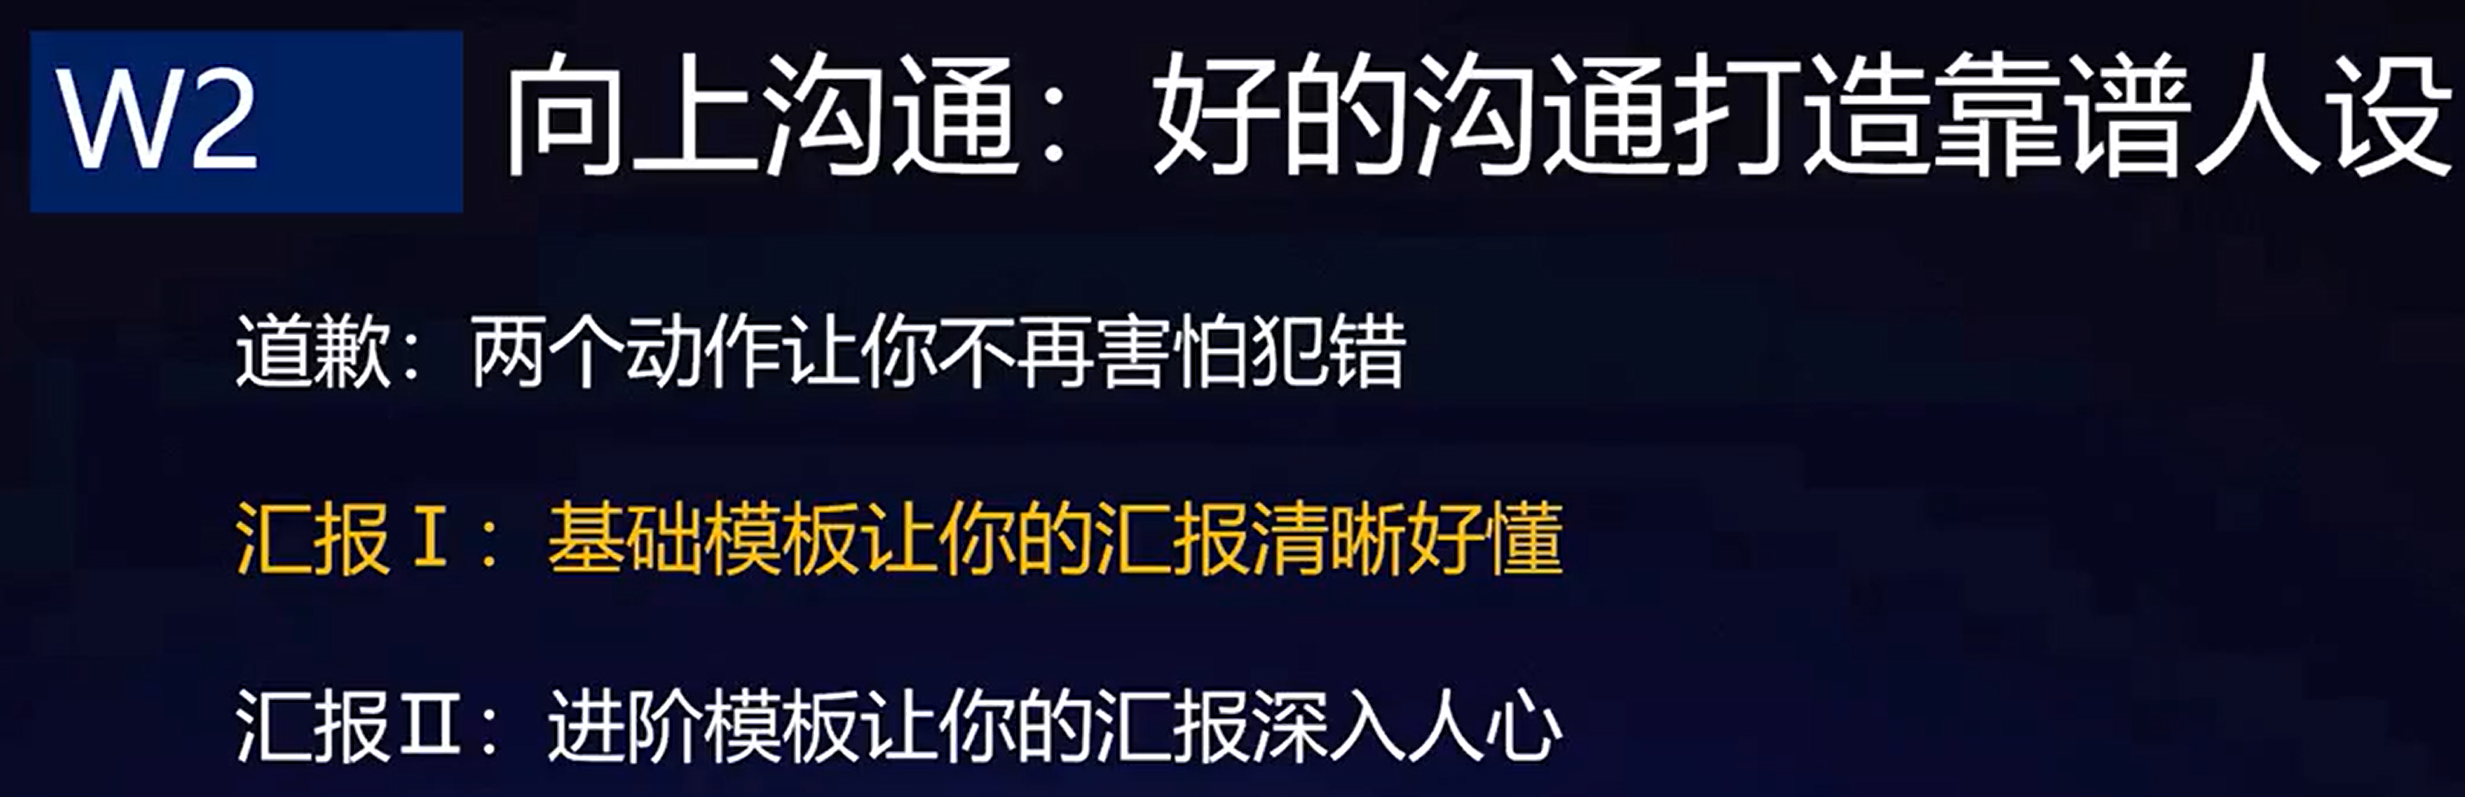 W2 向上沟通：好的沟通打造靠谱人设
道歉：两个动作让你不再害怕犯错
汇报Ⅰ：基础模板让你的汇报清晰好懂
汇报Ⅱ：进阶模板让你的汇报深入人心